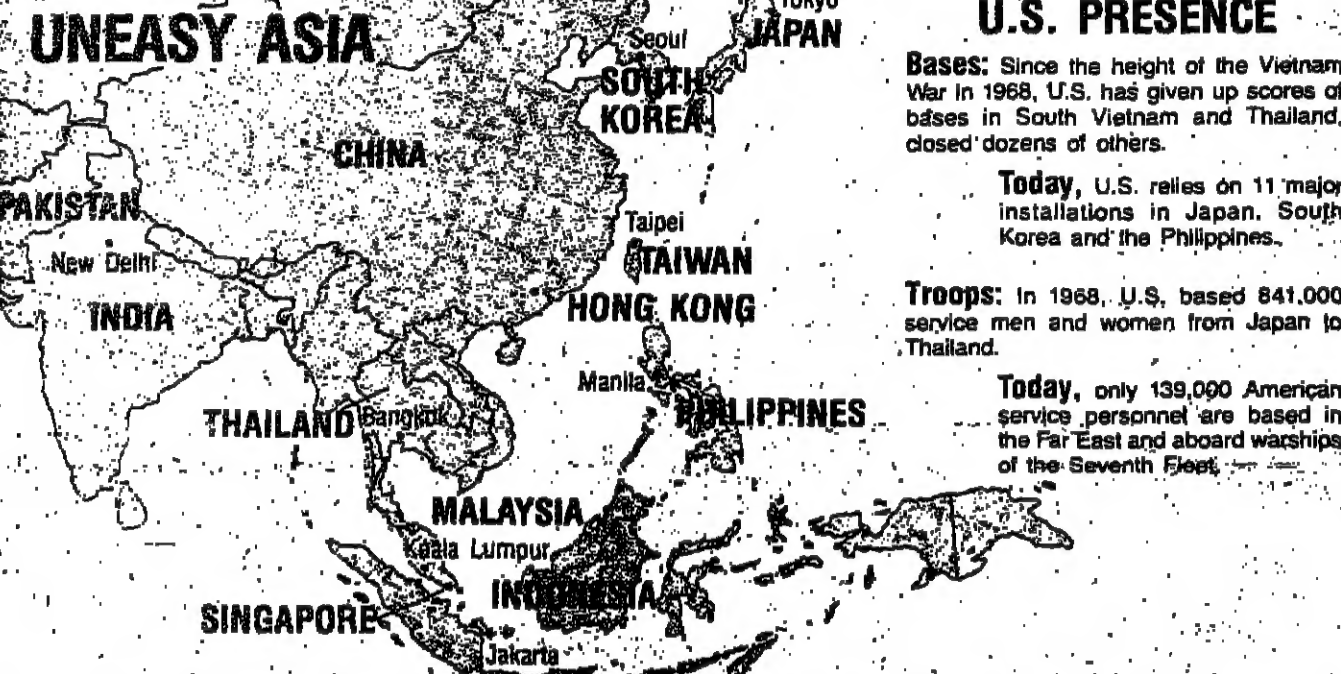 UNEASY ASIA
Tokyo
JAPAN
Seoul
SOUTH
KOREA
CHINA
PAKISTAN
New Delhi
INDIA
Taipei
TAIWAN
HONG KONG
Manila
PHILIPPINES
THAILAND
Bangkok
MALAYSIA
Kuala Lumpur
INDONESIA
SINGAPORE
Jakarta
U.S. PRESENCE
Bases: Since the height of the Vietnam
War in 1968, U.S. has given up scores of
bases in South Vietnam and Thailand,
closed dozens of others.
Today, U.S. relies on 11 major
installations in Japan, South
Korea and the Philippines.
Troops: In 1968, U.S. based 841,000
service men and women from Japan to
Thailand.
Today, only 139,000 American
service personnel are based in
the Far East and aboard warships
of the Seventh Fleet.